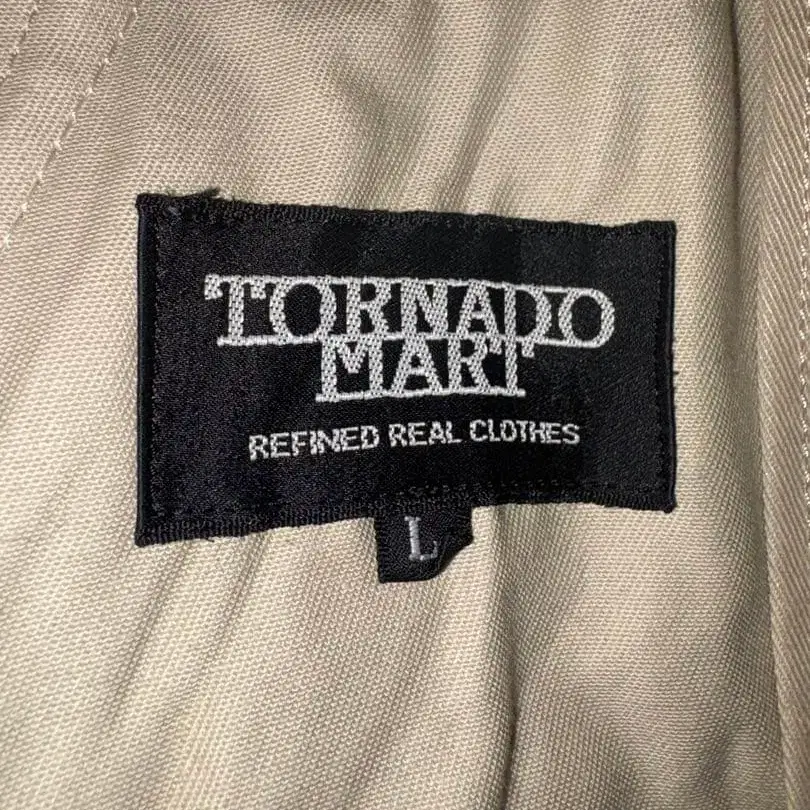 TORNADO
MART
REFINED REAL CLOTHES
L